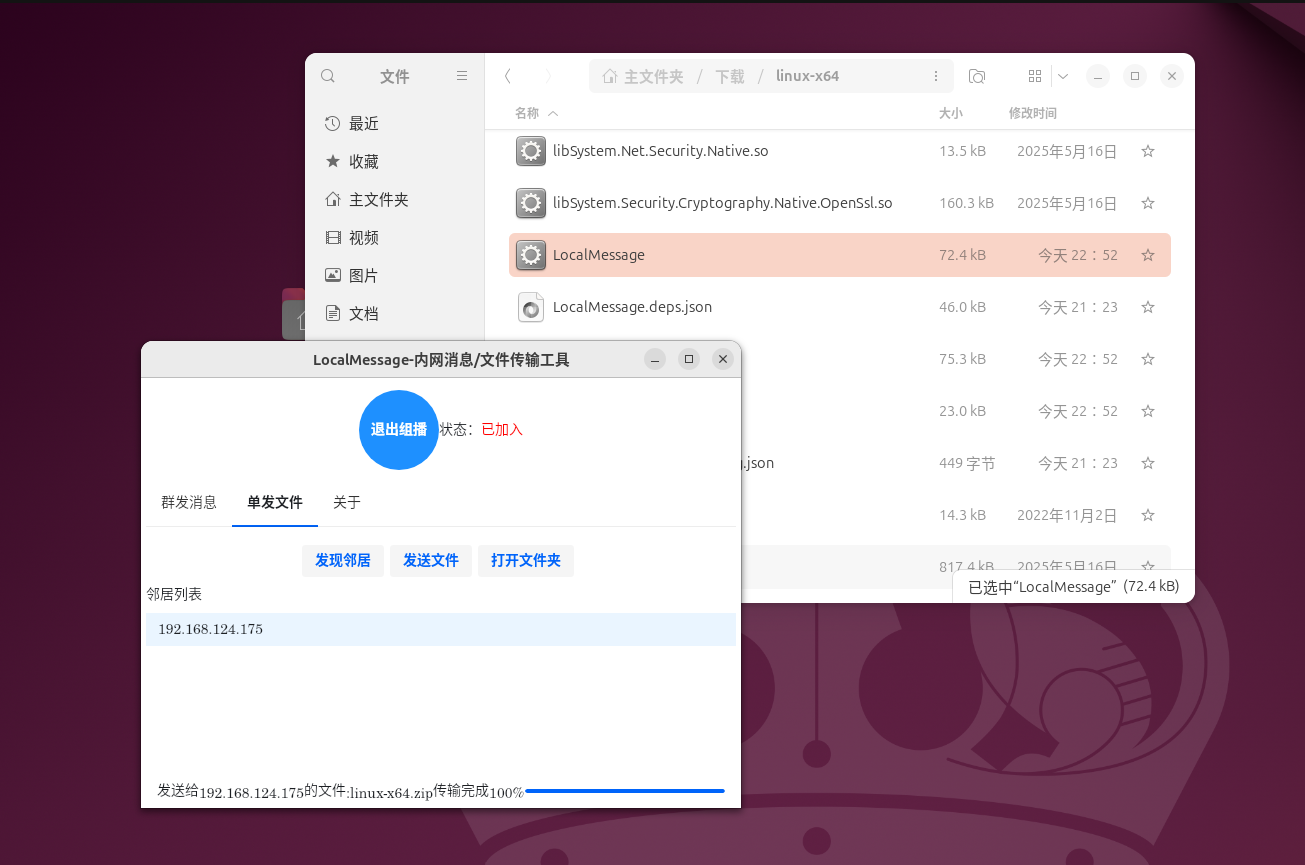 文件
主文件夹 / 下载 / linux-x64
名称 大小 修改时间
最近
收藏
主文件夹
视频
图片
文档
libSystem.Net.Security.Native.so 13.5 kB 2025年5月16日
libSystem.Security.Cryptography.Native.OpenSsl.so 160.3 kB 2025年5月16日
LocalMessage 72.4 kB 今天 22：52
LocalMessage.deps.json 46.0 kB 今天 21：23
75.3 kB 今天 22：52
23.0 kB 今天 22：52
.json 449 字节 今天 21：23
14.3 kB 2022年11月2日
817.4 kB 2025年5月16日
已选中“LocalMessage” (72.4 kB)
LocalMessage-内网消息/文件传输工具
退出组播 状态：已加入
群发消息 单发文件 关于
发现邻居 发送文件 打开文件夹
邻居列表
192.168.124.175
发送给192.168.124.175的文件:linux-x64.zip传输完成100%